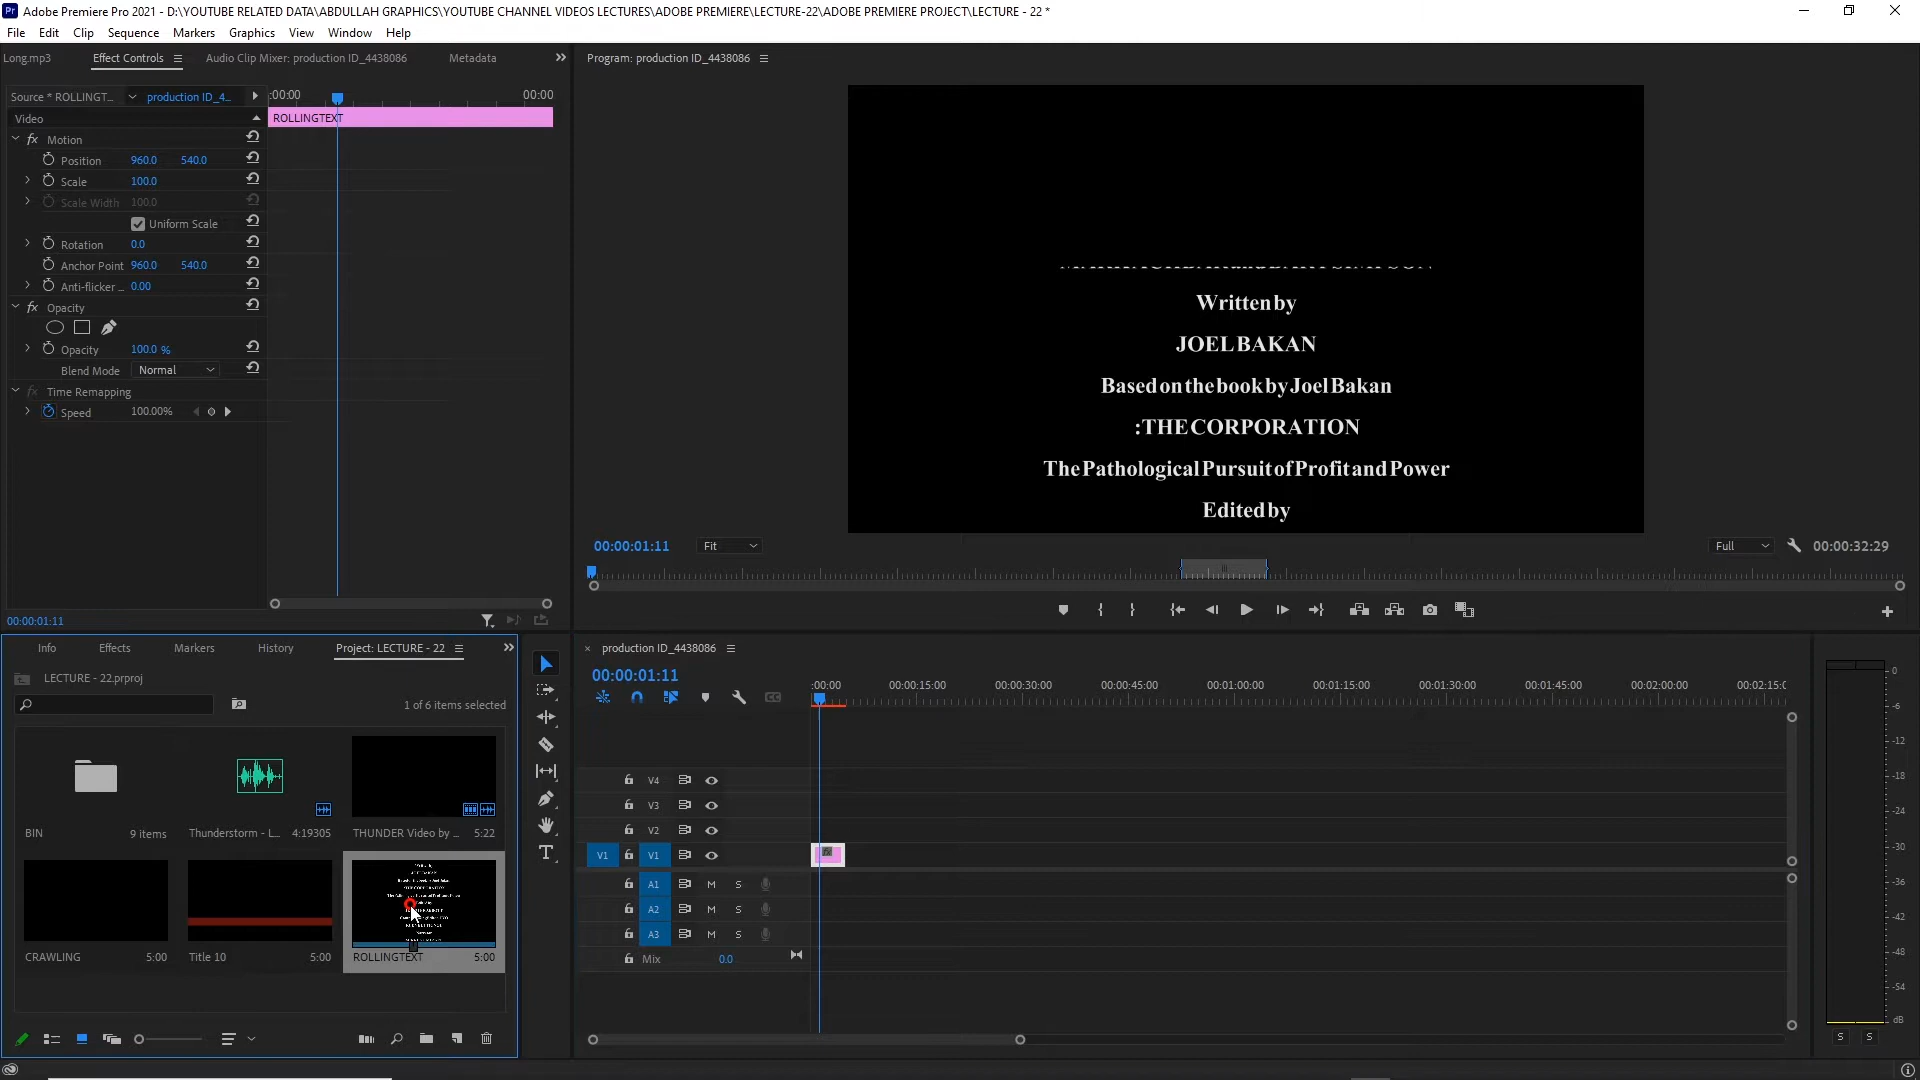 Adobe Premiere Pro 2021 - D:\YOUTUBE RELATED DATA\ABDULLAH GRAPHICS\YOUTUBE CHANNEL VIDEOS LECTURES\ADOBE PREMIERE\LECTURE-22\ADOBE PREMIERE PROJECT\LECTURE - 22 *
File Edit Clip Sequence Markers Graphics View Window Help
Long.mp3 Effect Controls Audio Clip Mixer: production ID_4438086 Metadata
Program: production ID_4438086
Source * ROLLINGT... production ID_4... :00:00 00:00
Video ROLLINGTEXT
fx Motion
Position 960.0 540.0
Scale 100.0
Scale Width 100.0
Uniform Scale
Rotation 0.0
Anchor Point 960.0 540.0
Anti-flicker ... 0.00
fx Opacity
Opacity 100.0 %
Blend Mode Normal
fx Time Remapping
Speed 100.00%
00:00:01:11
Written by
JOEL BAKAN
Based on the book by Joel Bakan
:THE CORPORATION
The Pathological Pursuit of Profit and Power
Edited by
00:00:01:11 Fit Full 00:00:32:29
Info Effects Markers History Project: LECTURE - 22
LECTURE - 22.prproj
1 of 6 items selected
BIN 9 items
Thunderstorm - L... 4:19305
THUNDER Video by ... 5:22
CRAWLING 5:00
Title 10 5:00
ROLLINGTEXT 5:00
production ID_4438086
00:00:01:11
:00:00 00:00:15:00 00:00:30:00 00:00:45:00 00:01:00:00 00:01:15:00 00:01:30:00 00:01:45:00 00:02:00:00 00:02:15:0
V4
V3
V2
V1 V1
A1 M S
A2 M S
A3 M S
Mix 0.0
0
-6
-12
-18
-24
-30
-36
-42
-48
-54
dB
S S